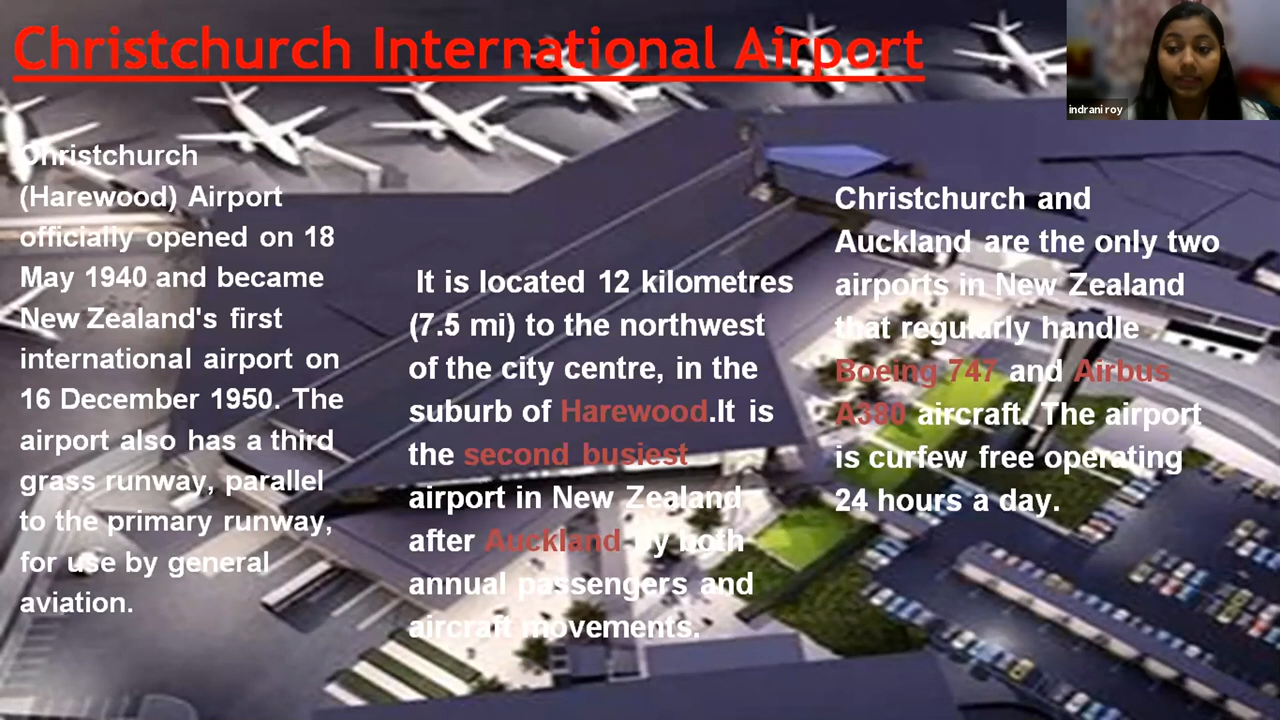 Christchurch International Airport
indrani roy
Christchurch
(Harewood) Airport
officially opened on 18
May 1940 and became
New Zealand's first
international airport on
16 December 1950. The
airport also has a third
grass runway, parallel
to the primary runway,
for use by general
aviation.
It is located 12 kilometres
(7.5 mi) to the northwest
of the city centre, in the
suburb of Harewood.It is
the second busiest
airport in New Zealand
after Auckland by both
annual passengers and
aircraft movements.
Christchurch and
Auckland are the only two
airports in New Zealand
that regularly handle
Boeing 747 and Airbus
A380 aircraft. The airport
is curfew free operating
24 hours a day.